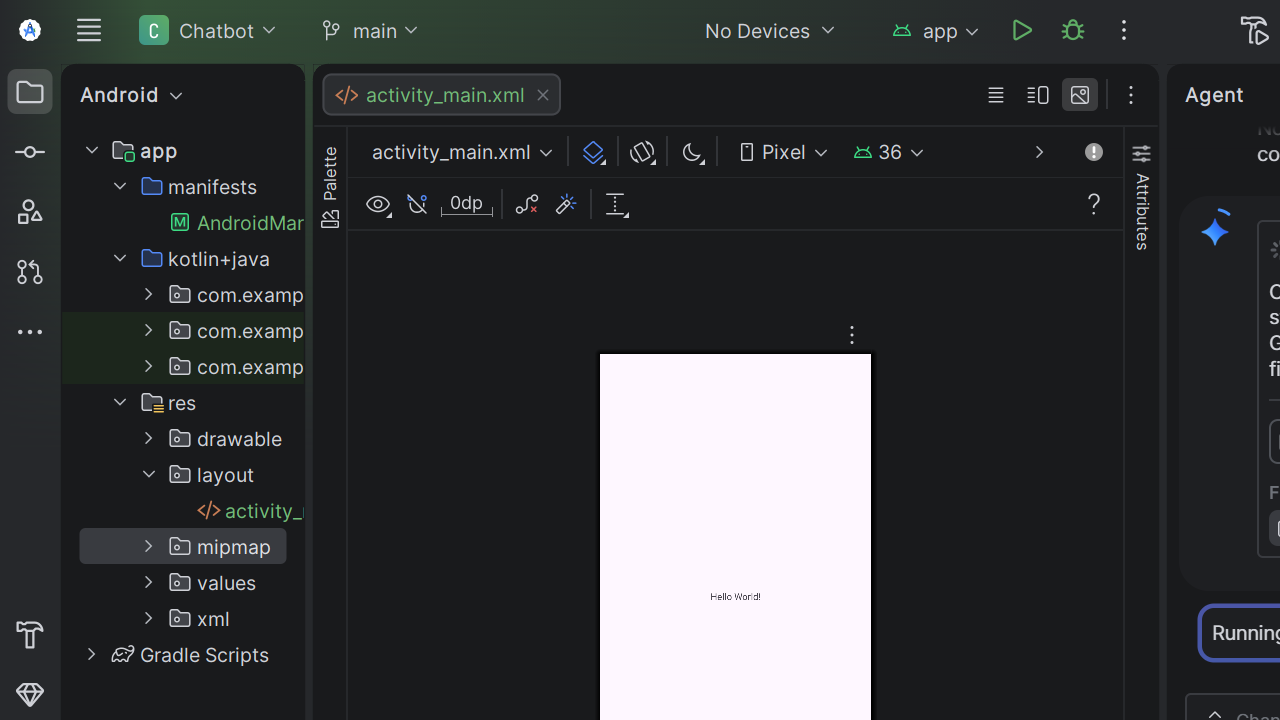 C Chatbot
main
No Devices
app
Android
activity_main.xml
Agent
app
manifests
AndroidMar
kotlin+java
com.examp
com.examp
com.examp
res
drawable
layout
activity_
mipmap
values
xml
Gradle Scripts
Palette
activity_main.xml
Pixel
36
0dp
?
Attributes
Hello World!
co
Running